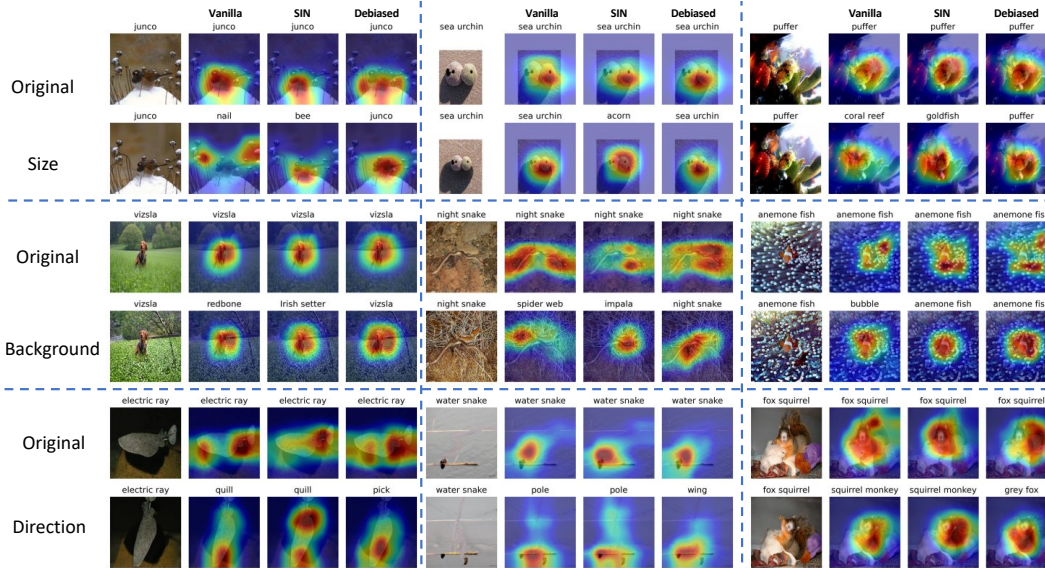 Vanilla SIN Debiased Vanilla SIN Debiased Vanilla SIN Debiased
junco junco junco junco sea urchin sea urchin sea urchin sea urchin puffer puffer puffer puffer
Original
junco nail bee junco sea urchin sea urchin acorn sea urchin puffer coral reef goldfish puffer
Size
vizsla vizsla vizsla vizsla night snake night snake night snake night snake anemone fish anemone fish anemone fish anemone fis
Original
vizsla redbone Irish setter vizsla night snake spider web impala night snake anemone fish bubble anemone fish anemone fis
Background
electric ray electric ray electric ray electric ray water snake water snake water snake water snake fox squirrel fox squirrel fox squirrel fox squirrel
Original
electric ray quill quill pick water snake pole pole wing fox squirrel squirrel monkey squirrel monkey grey fox
Direction